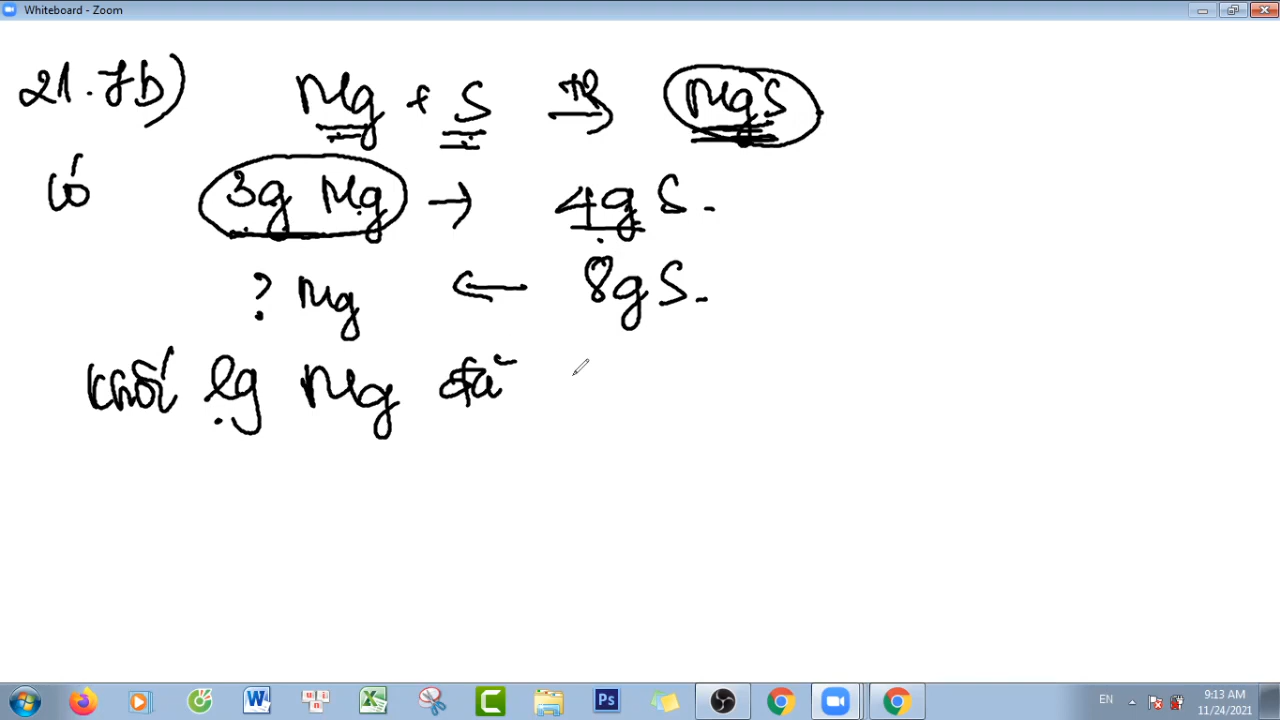 Whiteboard - Zoom
21.7b) Mg + S → MgS
Có 3g Mg → 4g S.
? Mg ← 8g S.
Khối lg Mg đã
EN
9:13 AM
11/24/2021